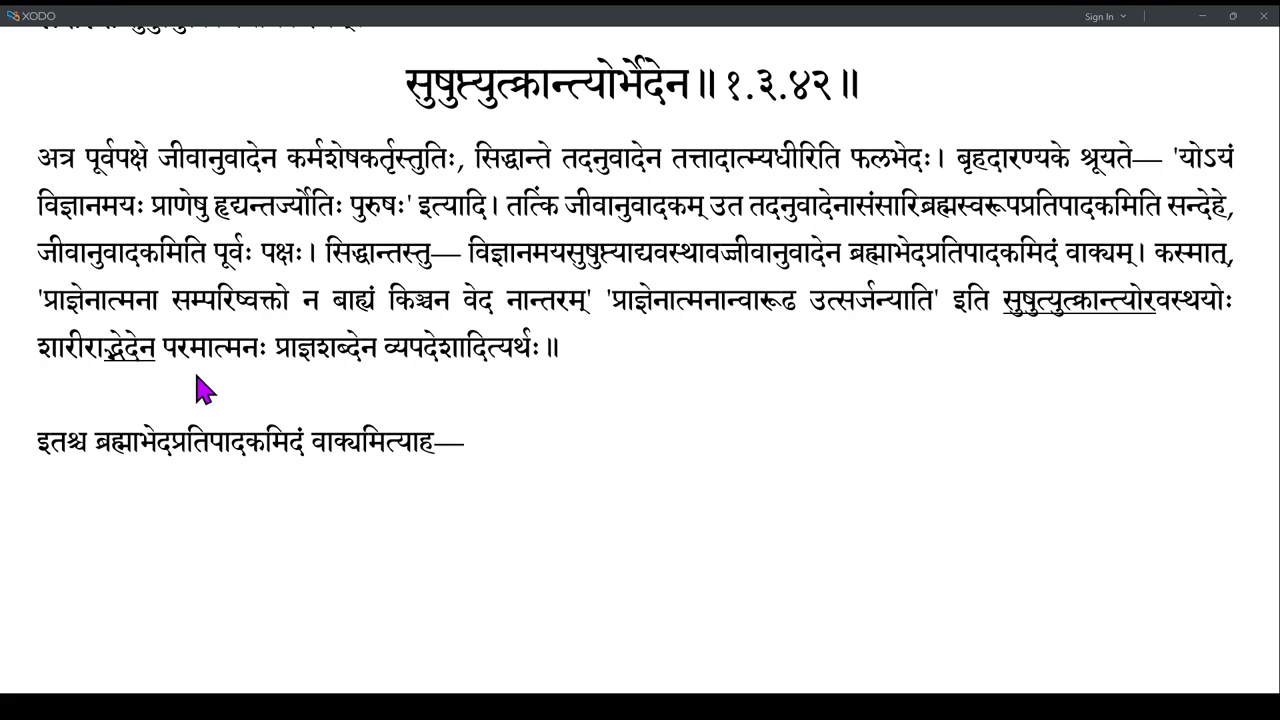 XODO
Sign In
सुषुप्त्युत्क्रान्त्योर्भेदेन॥ १.३.४२॥
अत्र पूर्वपक्षे जीवानुवादेन कर्मशेषकर्तृस्तुतिः, सिद्धान्ते तदनुवादेन तत्तादात्म्यधीरिति फलभेदः। बृहदारण्यके श्रूयते— 'योऽयं
विज्ञानमयः प्राणेषु हृद्यन्तर्ज्योतिः पुरुषः' इत्यादि। तत्किं जीवानुवादकम् उत तदनुवादेनासंसारिब्रह्मस्वरूपप्रतिपादकमिति सन्देहे,
जीवानुवादकमिति पूर्वः पक्षः। सिद्धान्तस्तु— विज्ञानमयसुषुप्त्याद्यवस्थावज्जीवानुवादेन ब्रह्माभेदप्रतिपादकमिदं वाक्यम्। कस्मात्,
'प्राज्ञेनात्मना सम्परिष्वक्तो न बाह्यं किञ्चन वेद नान्तरम्' 'प्राज्ञेनात्मनान्वारूढ उत्सर्जन्याति' इति सुषुत्युत्क्रान्त्योरवस्थयोः
शारीराद्भेदेन परमात्मनः प्राज्ञशब्देन व्यपदेशादित्यर्थः॥
इतश्च ब्रह्माभेदप्रतिपादकमिदं वाक्यमित्याह—